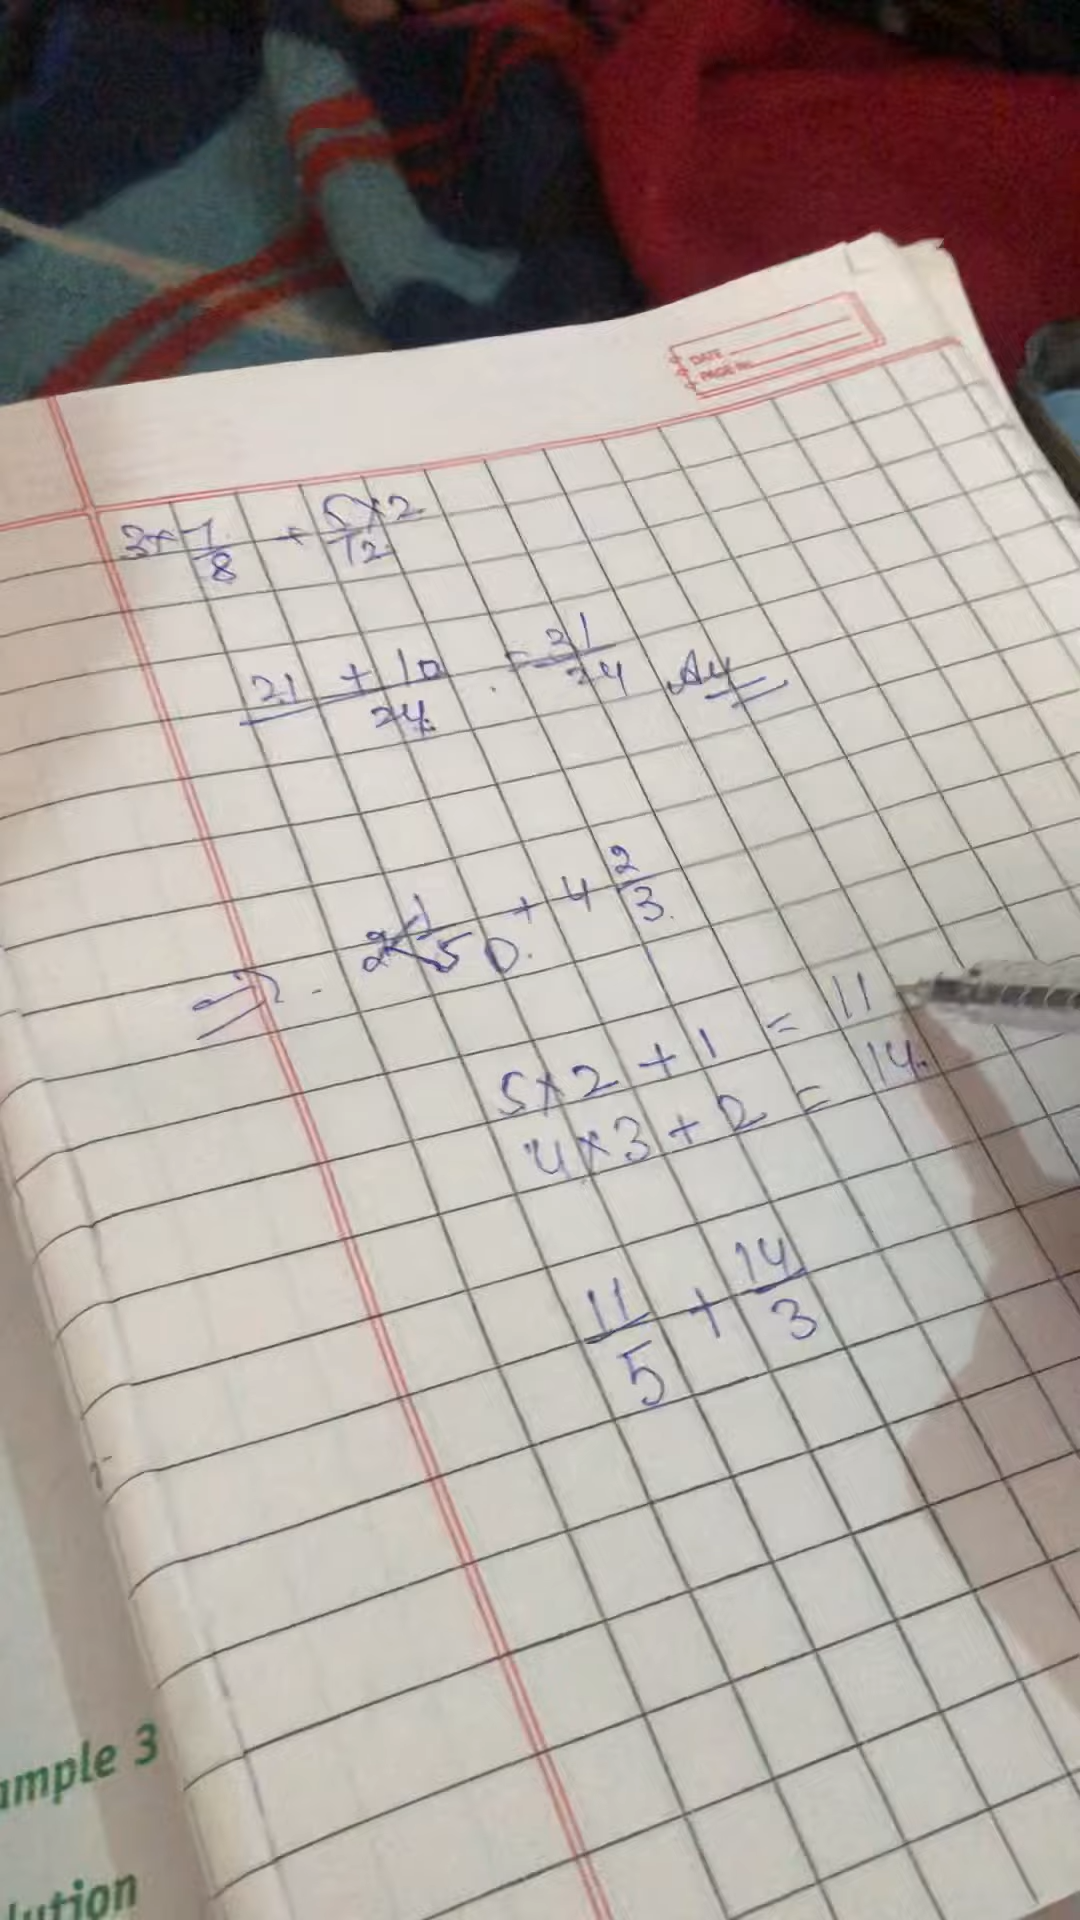 DATE
PAGE No.
3×7/8 + 5×2/12
21 + 10/24 = 31/24
2 1/5 + 4 2/3
5×2+1 = 11
4×3+2 = 14
11/5 + 14/3
ample 3
lution